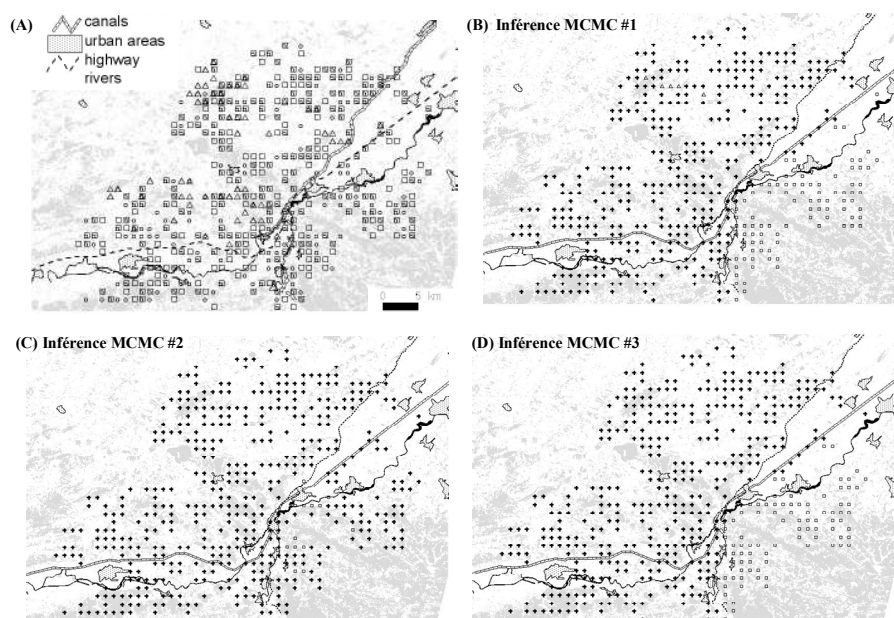 (A)
canals
urban areas
highway
rivers
0 5 km
(B) Inférence MCMC #1
(C) Inférence MCMC #2
(D) Inférence MCMC #3